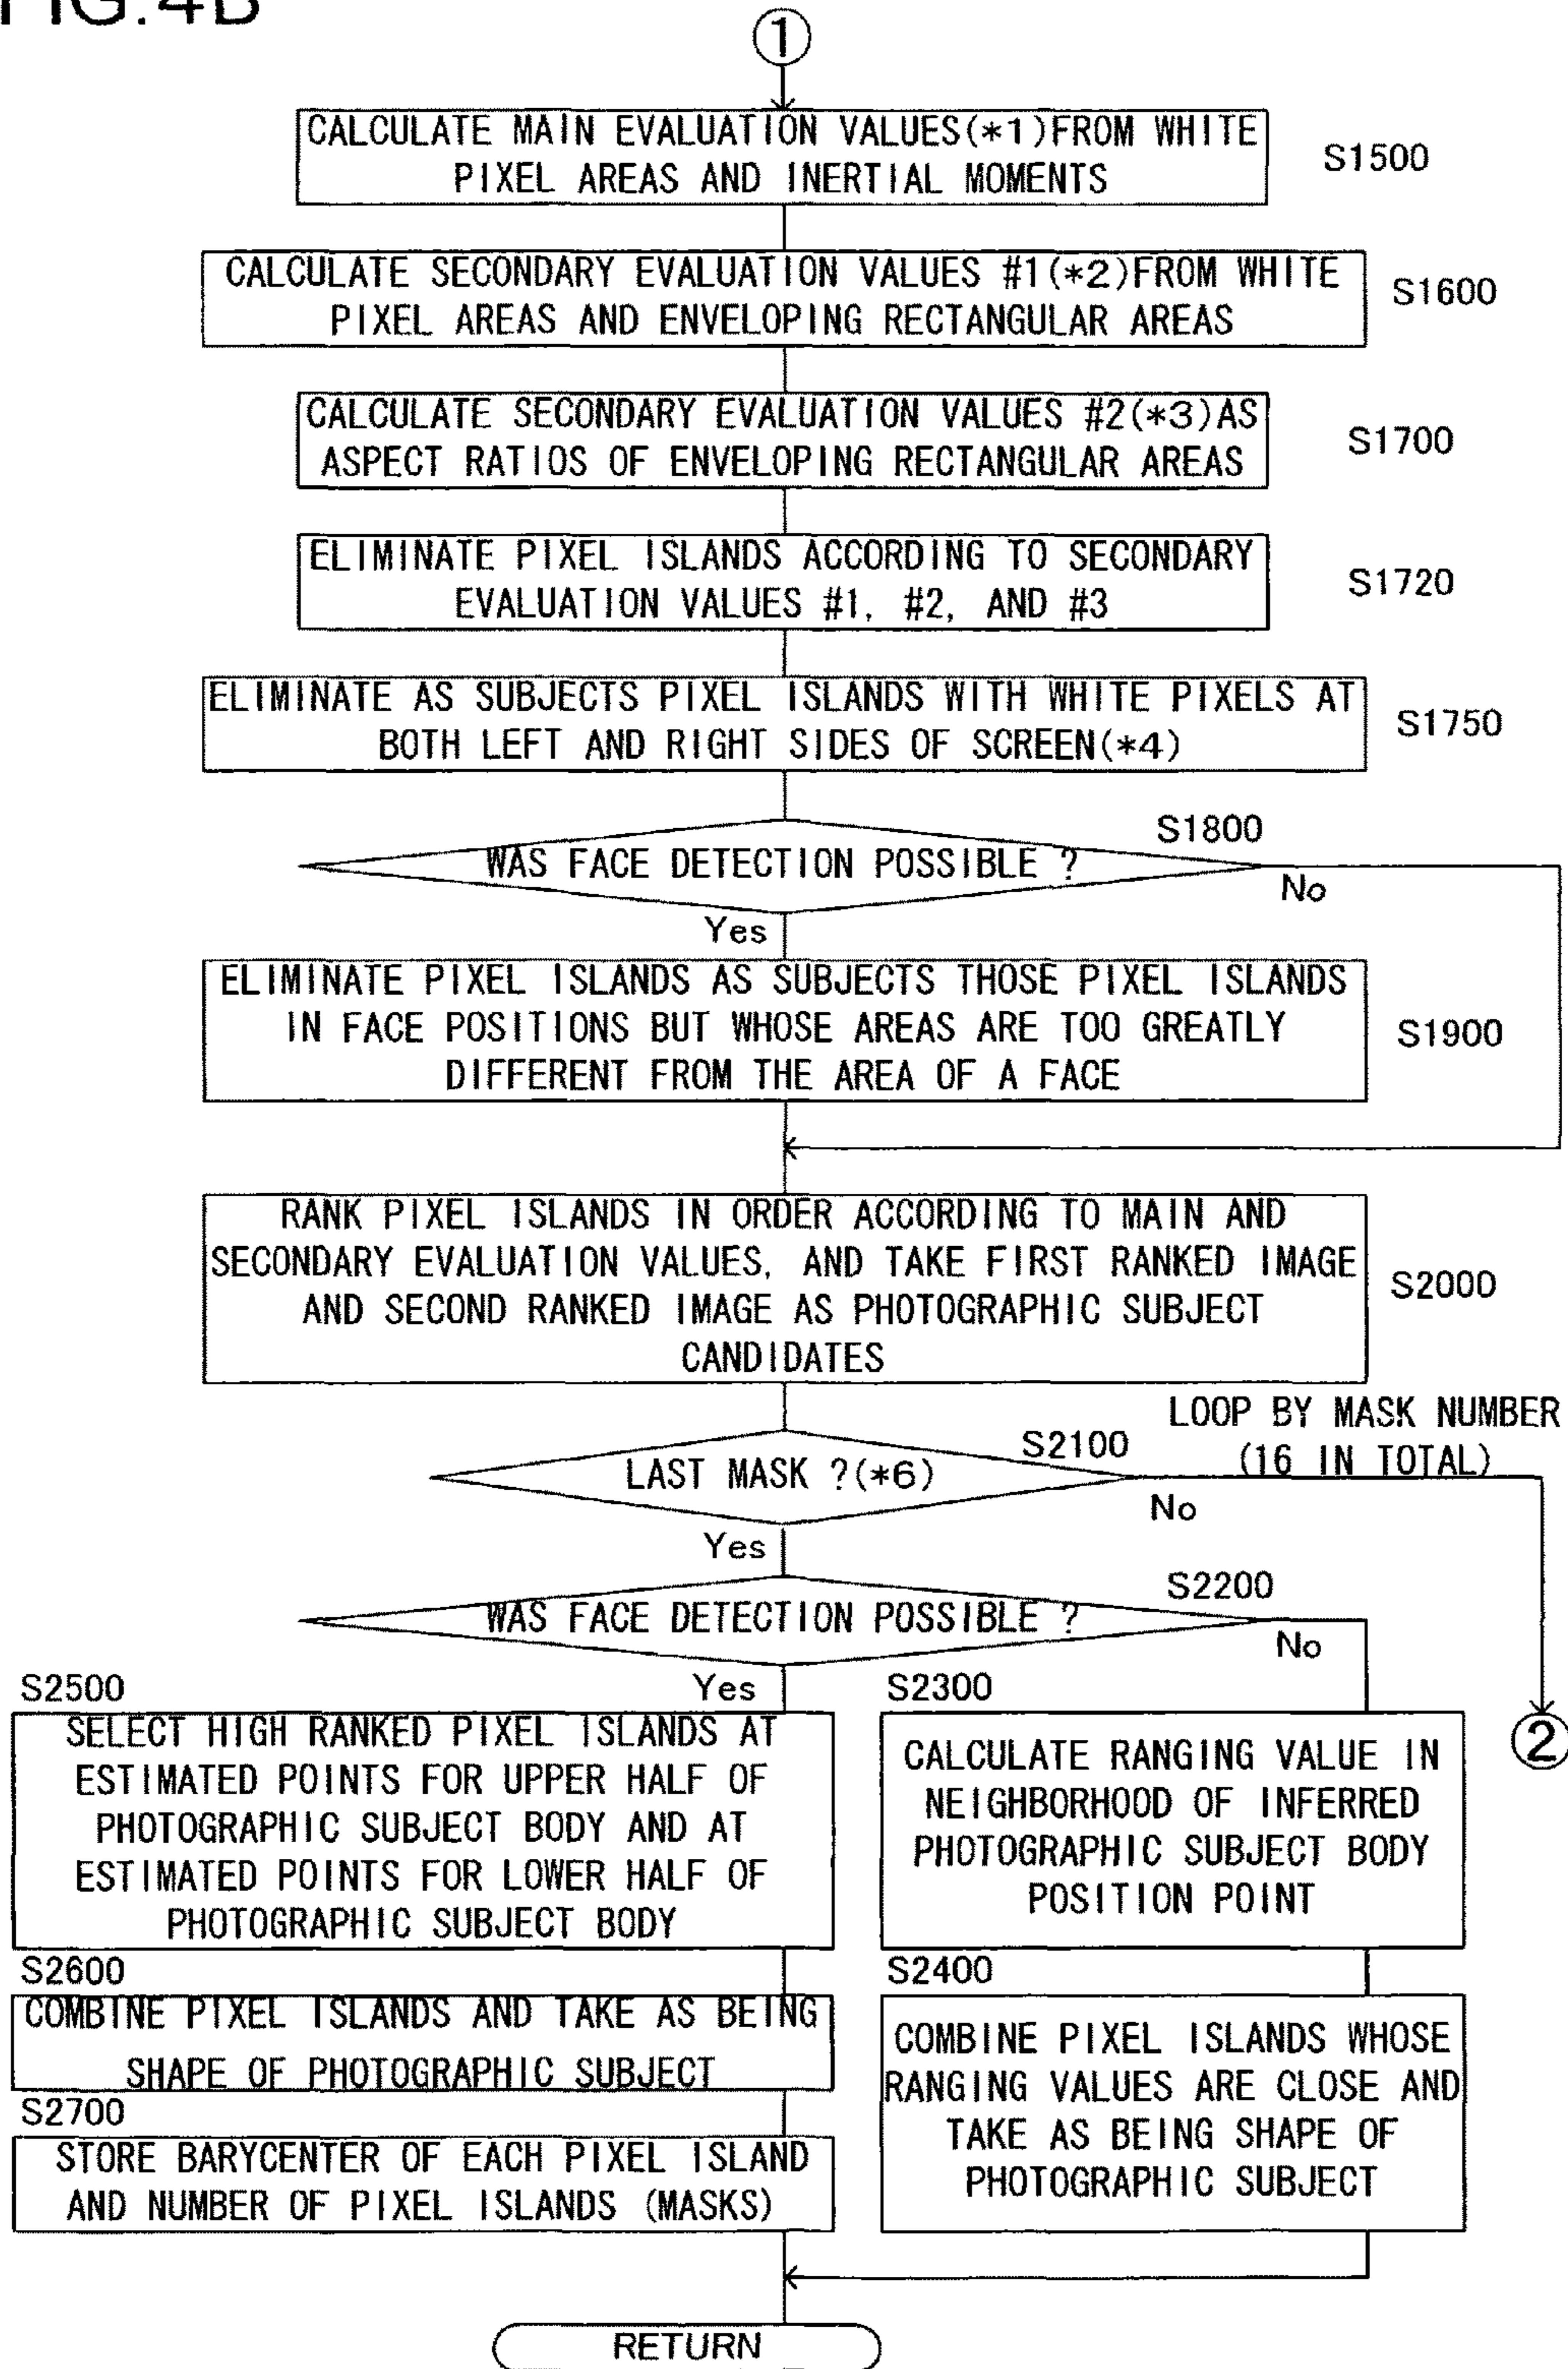 FIG.4B
①
CALCULATE MAIN EVALUATION VALUES(*1)FROM WHITE
PIXEL AREAS AND INERTIAL MOMENTS
S1500
CALCULATE SECONDARY EVALUATION VALUES #1(*2)FROM WHITE
PIXEL AREAS AND ENVELOPING RECTANGULAR AREAS
S1600
CALCULATE SECONDARY EVALUATION VALUES #2(*3)AS
ASPECT RATIOS OF ENVELOPING RECTANGULAR AREAS
S1700
ELIMINATE PIXEL ISLANDS ACCORDING TO SECONDARY
EVALUATION VALUES #1, #2, AND #3
S1720
ELIMINATE AS SUBJECTS PIXEL ISLANDS WITH WHITE PIXELS AT
BOTH LEFT AND RIGHT SIDES OF SCREEN(*4)
S1750
S1800
WAS FACE DETECTION POSSIBLE ?
No
Yes
ELIMINATE PIXEL ISLANDS AS SUBJECTS THOSE PIXEL ISLANDS
IN FACE POSITIONS BUT WHOSE AREAS ARE TOO GREATLY
DIFFERENT FROM THE AREA OF A FACE
S1900
RANK PIXEL ISLANDS IN ORDER ACCORDING TO MAIN AND
SECONDARY EVALUATION VALUES, AND TAKE FIRST RANKED IMAGE
AND SECOND RANKED IMAGE AS PHOTOGRAPHIC SUBJECT
CANDIDATES
S2000
LOOP BY MASK NUMBER
(16 IN TOTAL)
S2100
LAST MASK ?(*6)
No
Yes
S2200
WAS FACE DETECTION POSSIBLE ?
No
Yes
S2500
SELECT HIGH RANKED PIXEL ISLANDS AT
ESTIMATED POINTS FOR UPPER HALF OF
PHOTOGRAPHIC SUBJECT BODY AND AT
ESTIMATED POINTS FOR LOWER HALF OF
PHOTOGRAPHIC SUBJECT BODY
S2600
COMBINE PIXEL ISLANDS AND TAKE AS BEING
SHAPE OF PHOTOGRAPHIC SUBJECT
S2700
STORE BARYCENTER OF EACH PIXEL ISLAND
AND NUMBER OF PIXEL ISLANDS (MASKS)
S2300
CALCULATE RANGING VALUE IN
NEIGHBORHOOD OF INFERRED
PHOTOGRAPHIC SUBJECT BODY
POSITION POINT
S2400
COMBINE PIXEL ISLANDS WHOSE
RANGING VALUES ARE CLOSE AND
TAKE AS BEING SHAPE OF
PHOTOGRAPHIC SUBJECT
②
RETURN